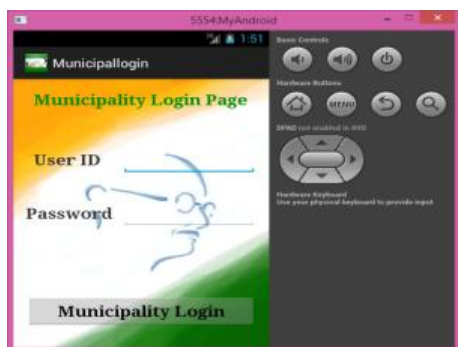 5554:MyAndroid
1:51
Municipallogin
Municipality Login Page
User ID
Password
Municipality Login
Basic Controls
Hardware Buttons
MENU
DPAD not enabled in AVD
Hardware Keyboard
Use your physical keyboard to provide input